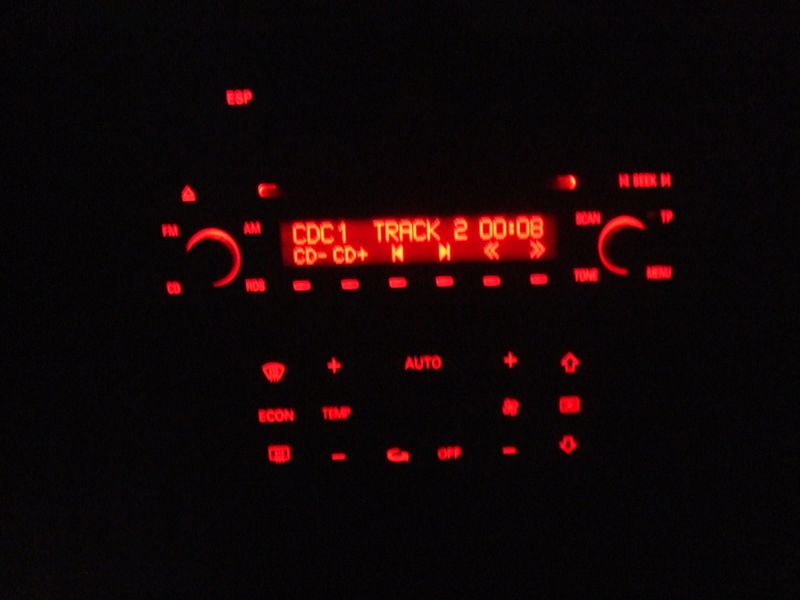 ESP
SEEK
FM AM SCAN TP
CDC1 TRACK 2 00:08
CD- CD+
CD RDS TONE MENU
+ AUTO +
ECON TEMP
- OFF -